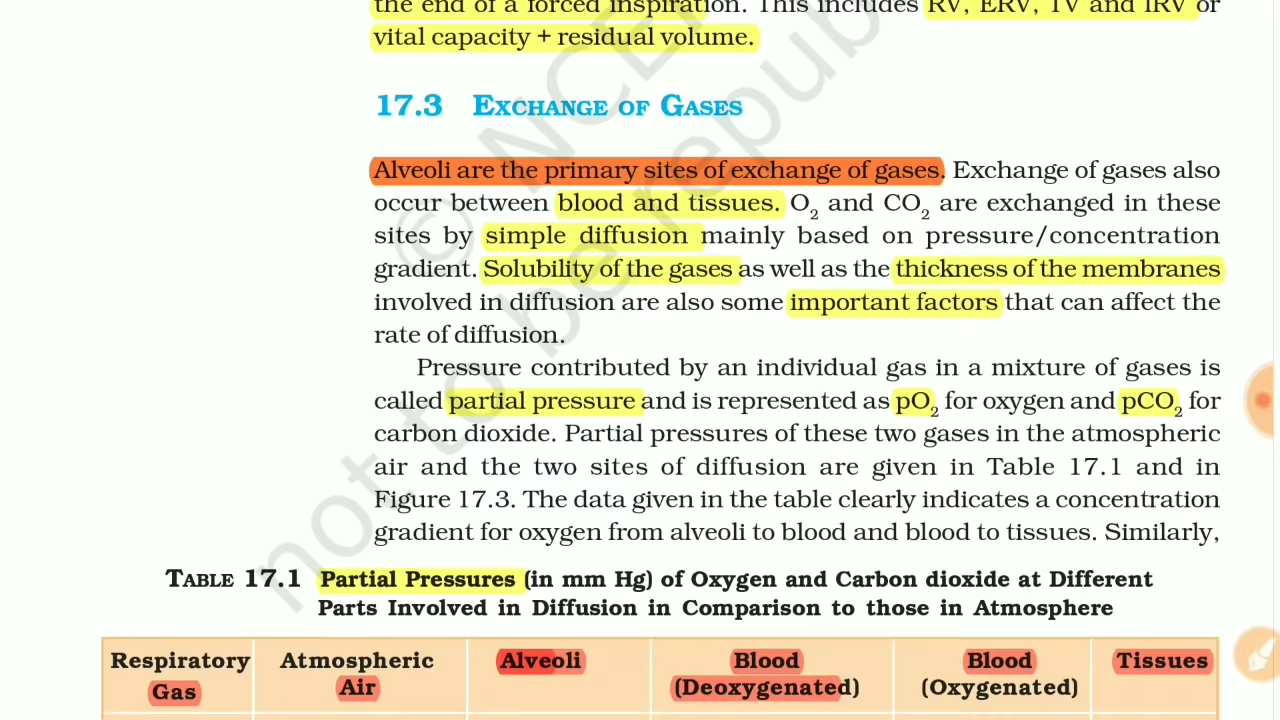 the end of a forced inspiration. This includes RV, ERV, TV and IRV or
vital capacity + residual volume.
17.3 EXCHANGE OF GASES
Alveoli are the primary sites of exchange of gases. Exchange of gases also
occur between blood and tissues. O₂ and CO₂ are exchanged in these
sites by simple diffusion mainly based on pressure/concentration
gradient. Solubility of the gases as well as the thickness of the membranes
involved in diffusion are also some important factors that can affect the
rate of diffusion.
Pressure contributed by an individual gas in a mixture of gases is
called partial pressure and is represented as pO₂ for oxygen and pCO₂ for
carbon dioxide. Partial pressures of these two gases in the atmospheric
air and the two sites of diffusion are given in Table 17.1 and in
Figure 17.3. The data given in the table clearly indicates a concentration
gradient for oxygen from alveoli to blood and blood to tissues. Similarly,
TABLE 17.1 Partial Pressures (in mm Hg) of Oxygen and Carbon dioxide at Different
Parts Involved in Diffusion in Comparison to those in Atmosphere
Respiratory Gas
Atmospheric Air
Alveoli
Blood (Deoxygenated)
Blood (Oxygenated)
Tissues
© NCE
not to be repub